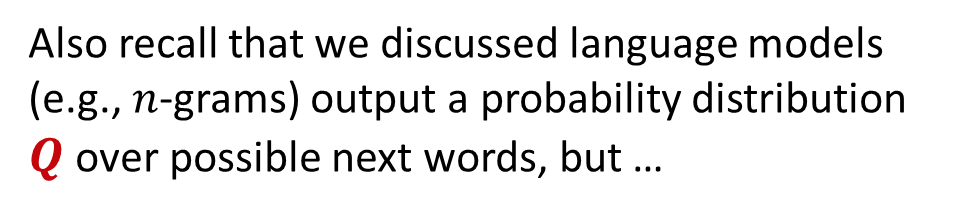 Also recall that we discussed language models
(e.g., n-grams) output a probability distribution
Q over possible next words, but ...